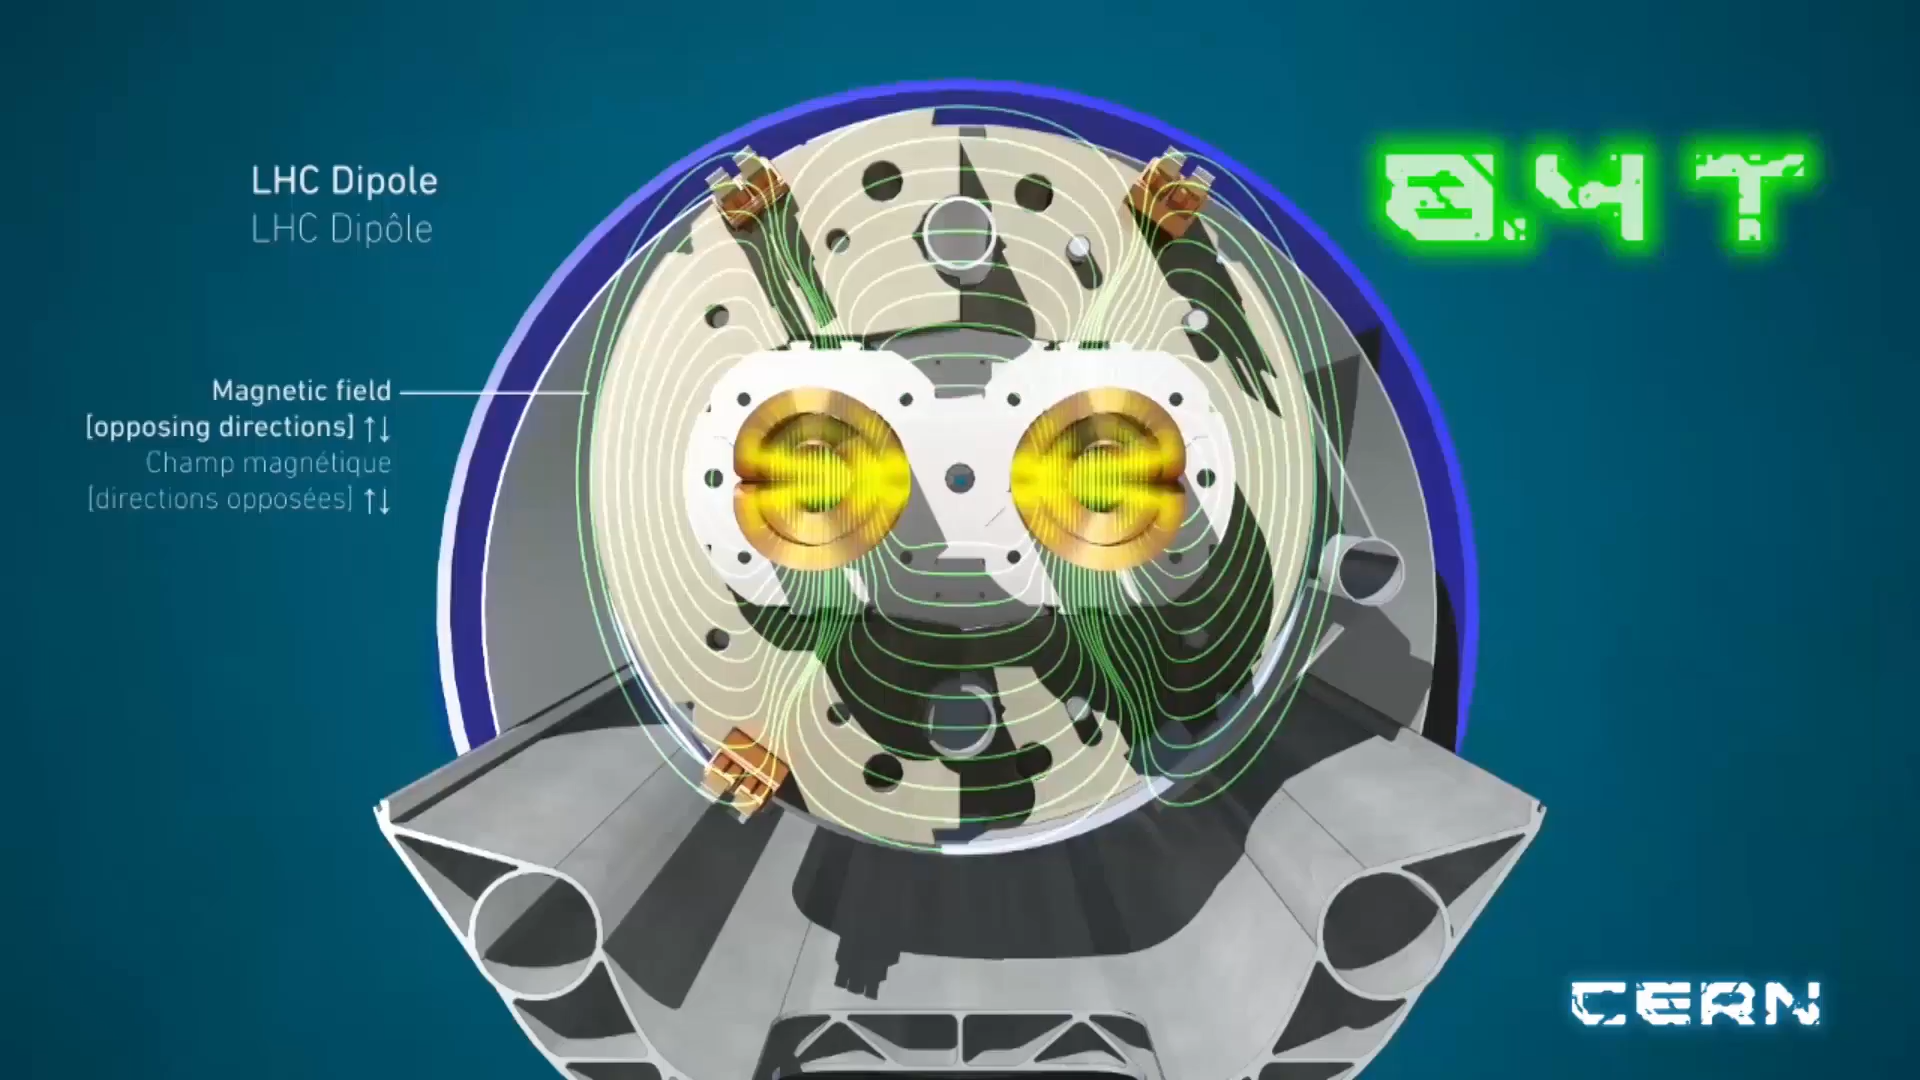 LHC Dipole
LHC Dipôle
8.4 T
Magnetic field
[opposing directions] ↑↓
Champ magnétique
[directions opposées] ↑↓
CERN